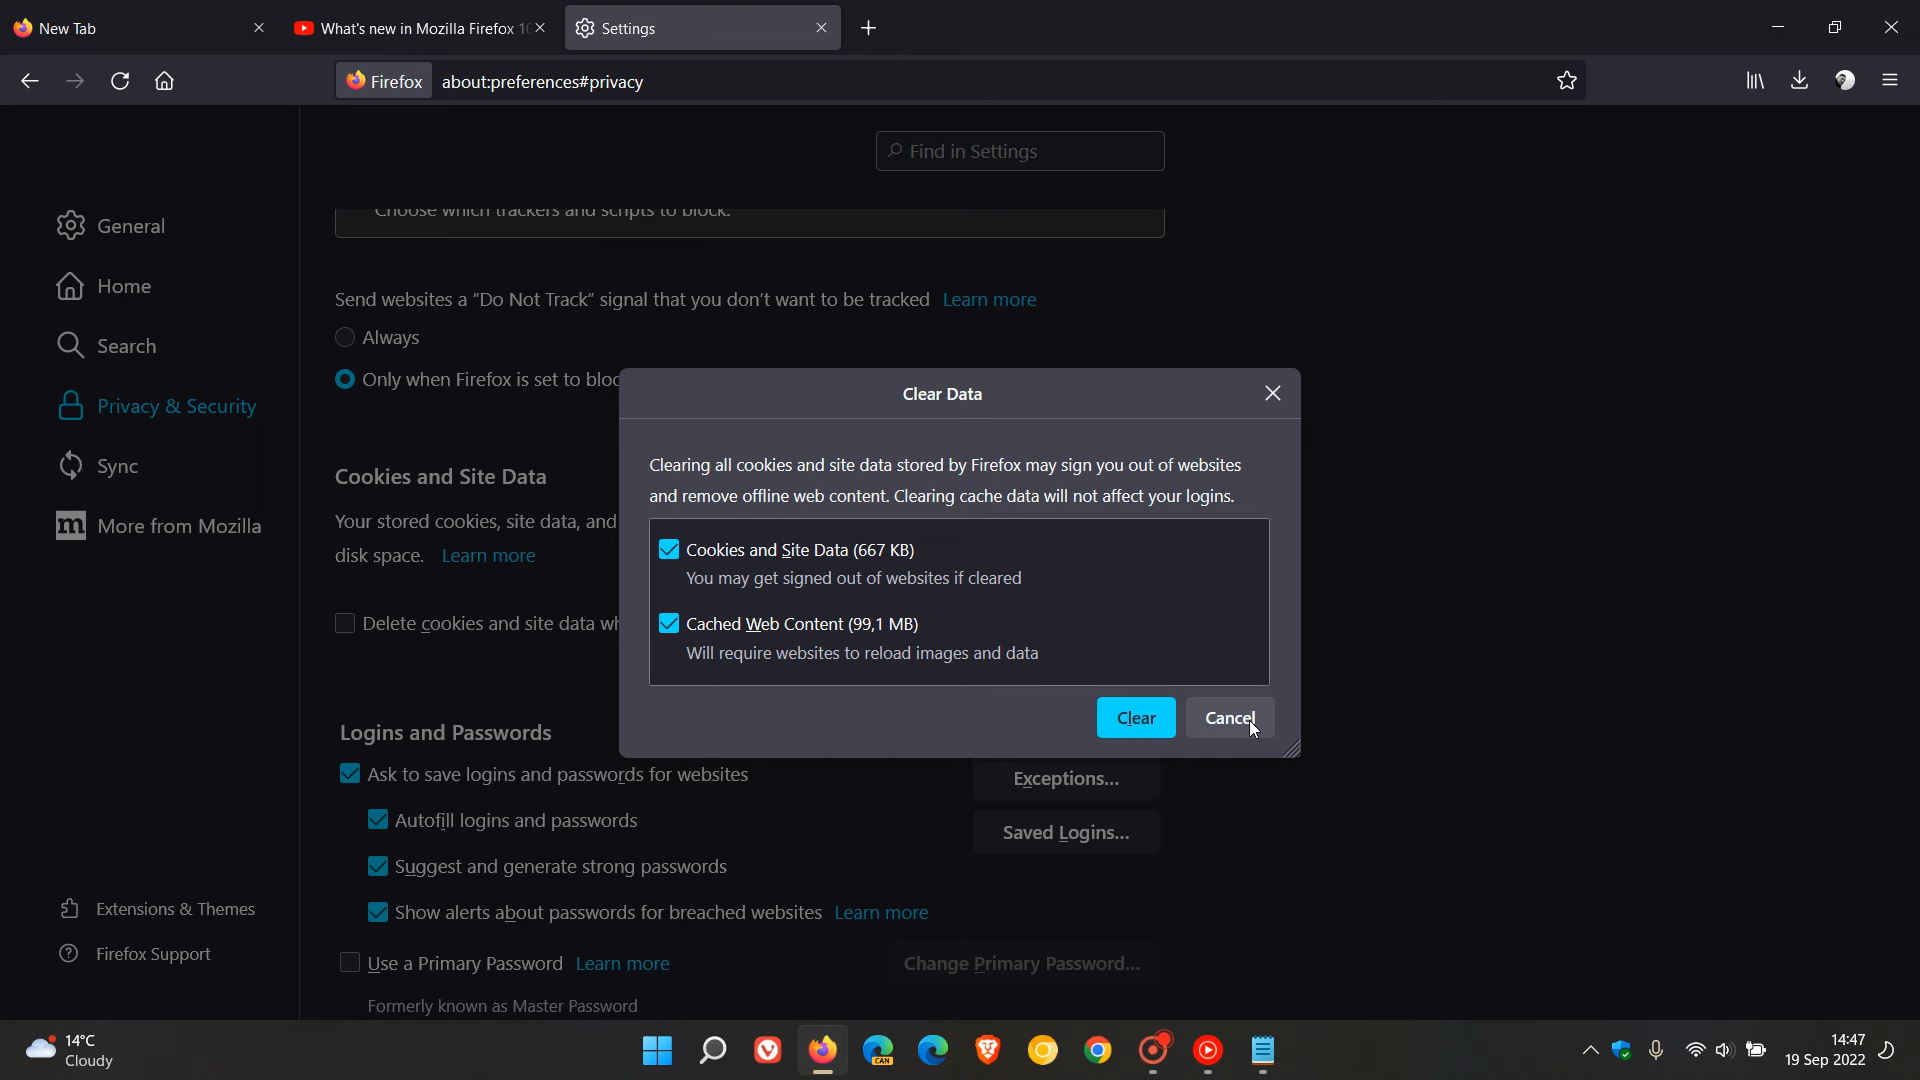 New Tab
What's new in Mozilla Firefox 10
Settings
Firefox
about:preferences#privacy
Find in Settings
General
Home
Search
Privacy & Security
Sync
More from Mozilla
Extensions & Themes
Firefox Support
Choose which trackers and scripts to block.
Send websites a "Do Not Track" signal that you don't want to be tracked Learn more
Always
Only when Firefox is set to bloc
Cookies and Site Data
Your stored cookies, site data, and
disk space. Learn more
Delete cookies and site data wh
Clear Data
Clearing all cookies and site data stored by Firefox may sign you out of websites
and remove offline web content. Clearing cache data will not affect your logins.
Cookies and Site Data (667 KB)
You may get signed out of websites if cleared
Cached Web Content (99,1 MB)
Will require websites to reload images and data
Clear
Cancel
Logins and Passwords
Ask to save logins and passwords for websites
Exceptions...
Autofill logins and passwords
Saved Logins...
Suggest and generate strong passwords
Show alerts about passwords for breached websites Learn more
Use a Primary Password Learn more
Change Primary Password...
Formerly known as Master Password
14°C
Cloudy
CAN
14:47
19 Sep 2022